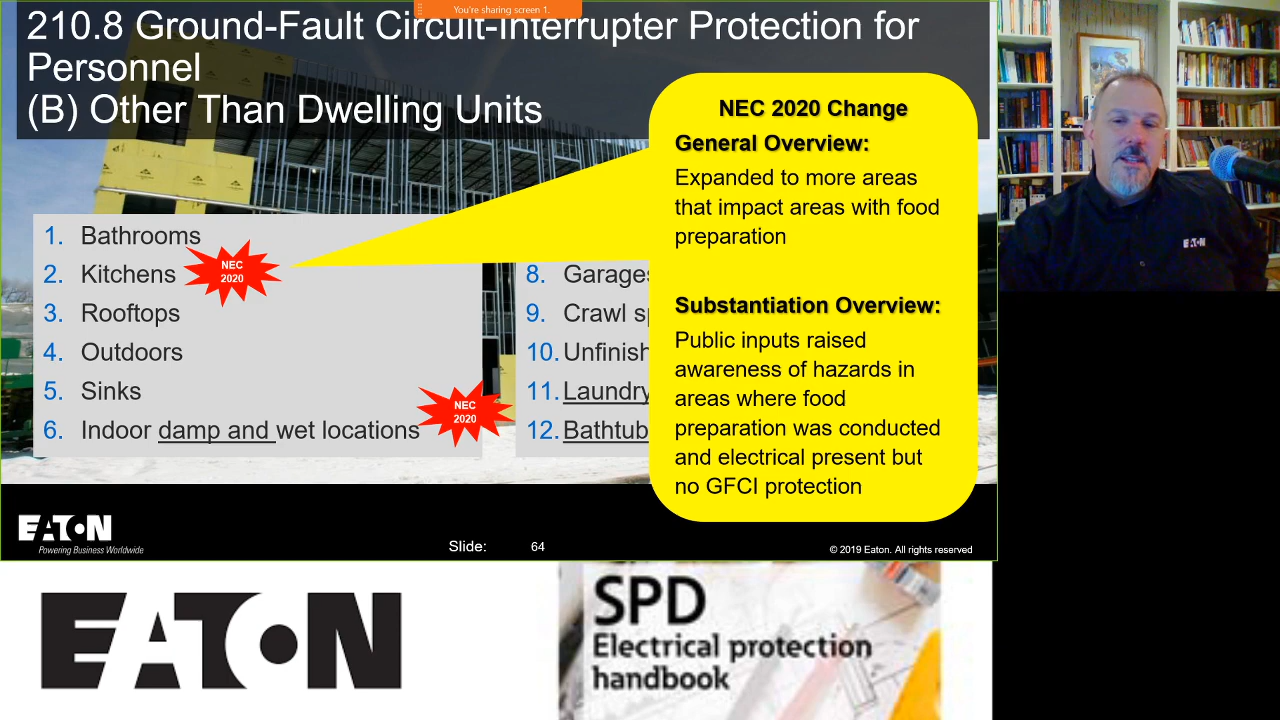 You're sharing screen 1.
210.8 Ground-Fault Circuit-Interrupter Protection for
Personnel
(B) Other Than Dwelling Units
NEC 2020 Change
General Overview:
Expanded to more areas
that impact areas with food
preparation
Substantiation Overview:
Public inputs raised
awareness of hazards in
areas where food
preparation was conducted
and electrical present but
no GFCI protection
1. Bathrooms
2. Kitchens
NEC
2020
3. Rooftops
4. Outdoors
5. Sinks
6. Indoor damp and wet locations
NEC
2020
8. Garages
9. Crawl
10. Unfinish
11. Laundry
12. Bathtub
EATON
Powering Business Worldwide
Slide: 64
© 2019 Eaton. All rights reserved
EATON
EATON
SPD
Electrical protection
handbook